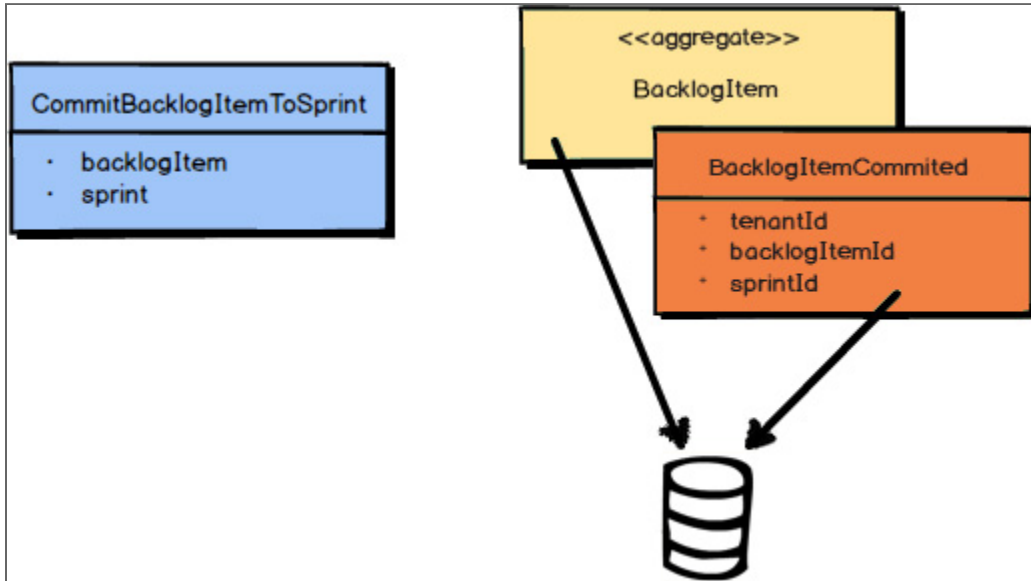 CommitBacklogItemToSprint
· backlogItem
· sprint
<<aggregate>>
BacklogItem
BacklogItemCommited
+ tenantId
+ backlogItemId
+ sprintId